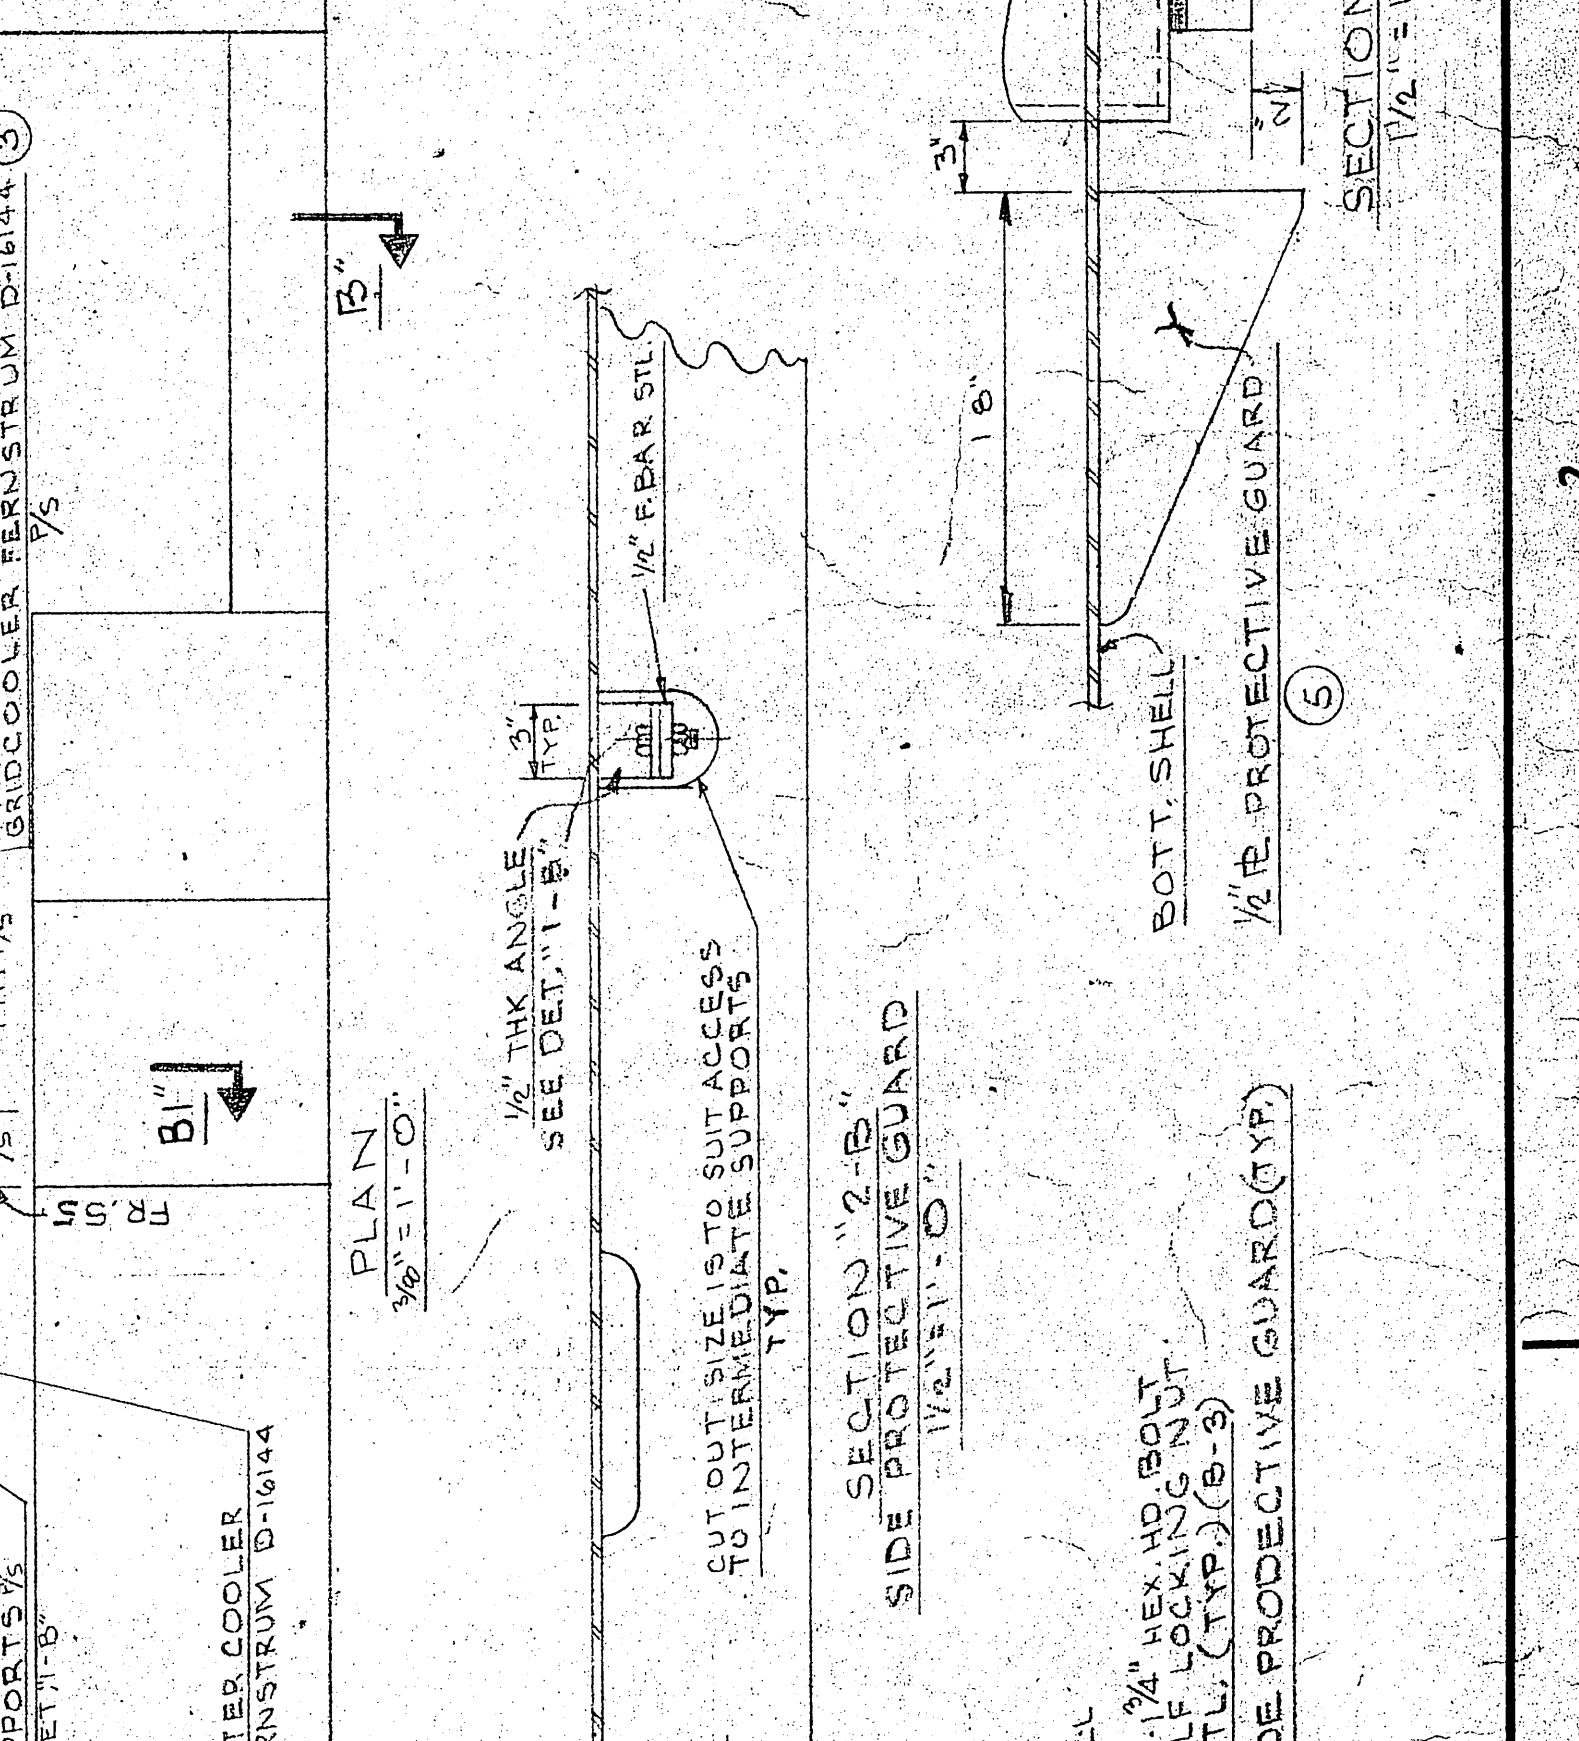 GRIDCOOLER FERNSTRUM D-16144 3
P/S
B"
B1"
FR.55
PLAN
3/8" = 1'-0"
TER COOLER
RNSTRUM D-16144
PPORTS P/S
ET."1-B"
3"
TYP.
1/2" F.BAR STL.
1/2" THK ANGLE
SEE DET."1-B"
CUT OUT SIZE IS TO SUIT ACCESS
TO INTERMEDIATE SUPPORTS
TYP.
SECTION "2-B"
SIDE PROTECTIVE GUARD
1 1/2" = 1'-0"
3"
18"
2"
SECTION
1 1/2" = 1
BOTT. SHELL
1/2" PL PROTECTIVE GUARD
5
3/4" HEX. HD. BOLT
LF LOCKING NUT
TL. (TYP.) (B-3)
DE PRODECTIVE GUARD (TYP.)